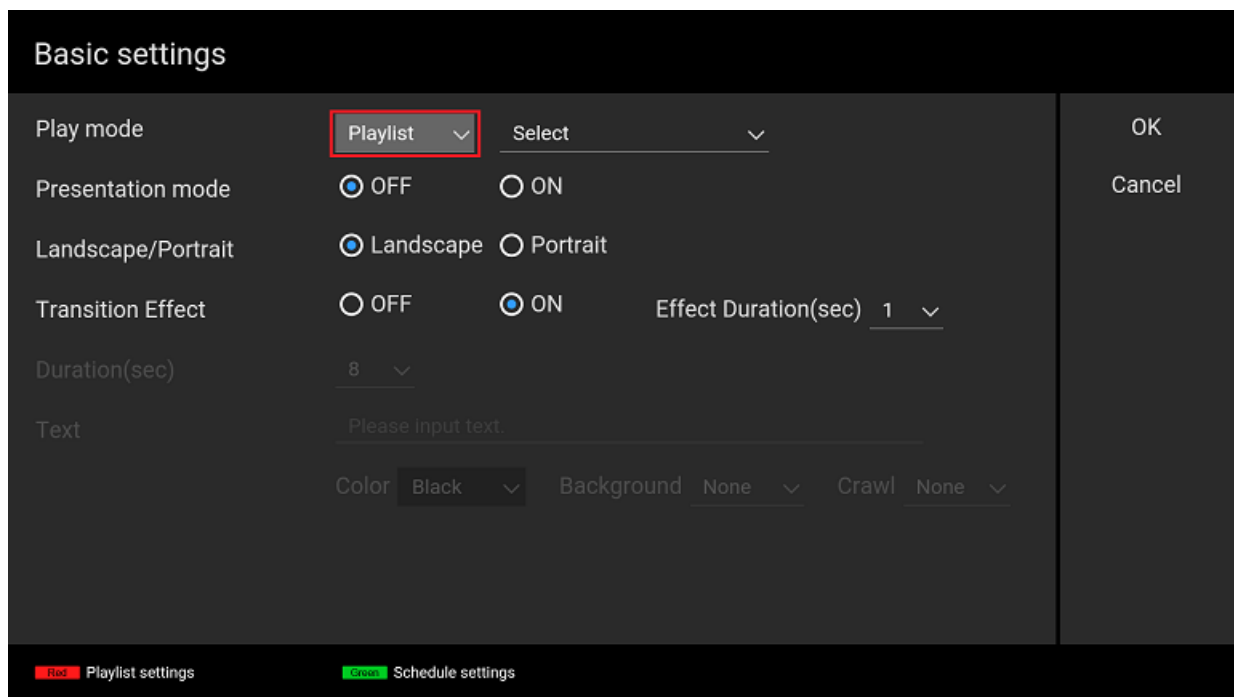 Basic settings
Play mode Playlist Select OK
Presentation mode OFF ON Cancel
Landscape/Portrait Landscape Portrait
Transition Effect OFF ON Effect Duration(sec) 1
Duration(sec) 8
Text Please input text.
Color Black Background None Crawl None
Red Playlist settings Green Schedule settings